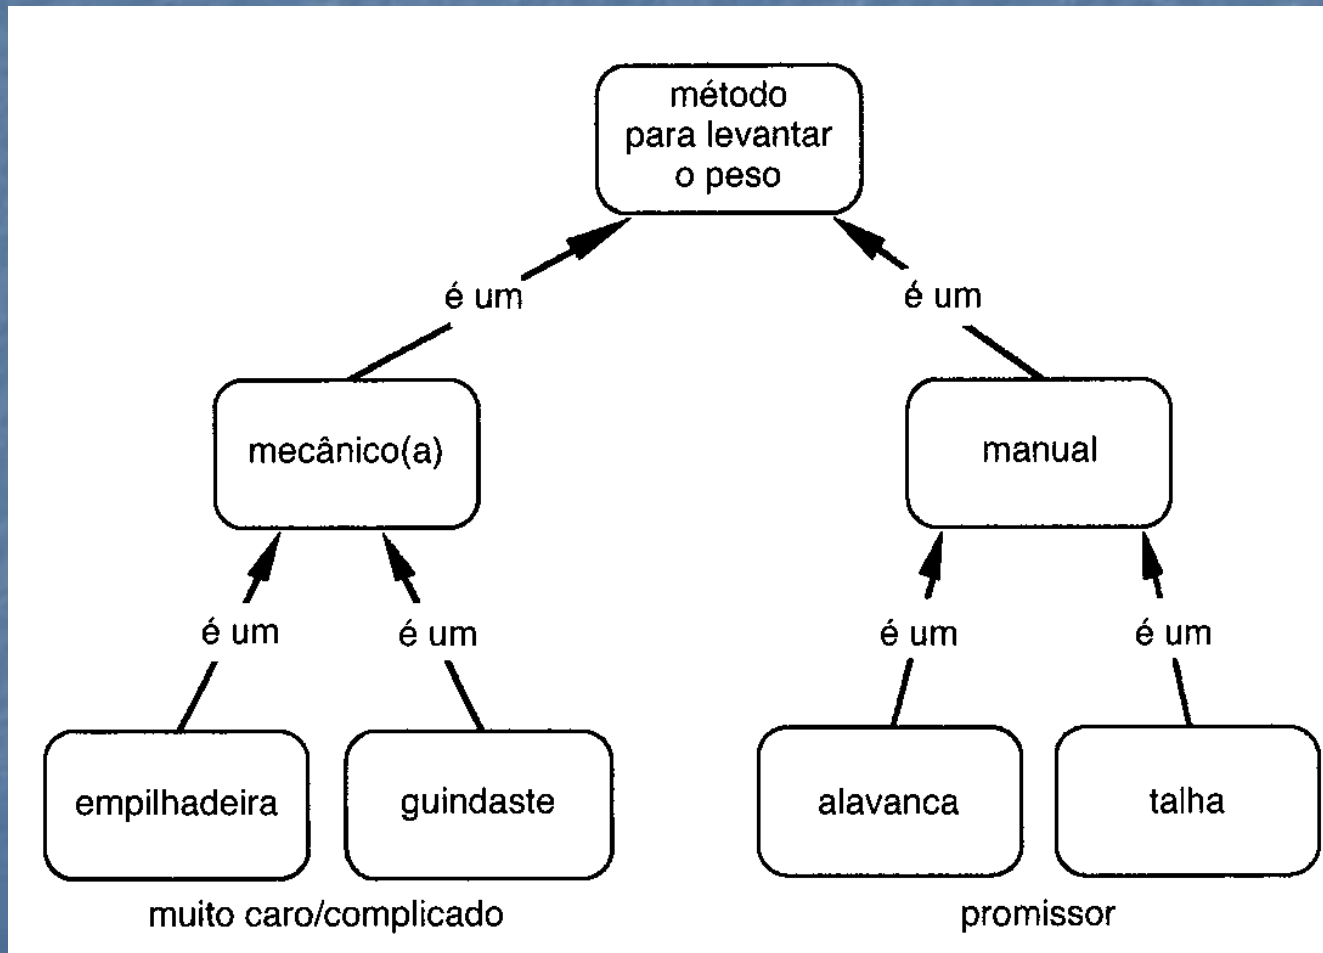 método
para levantar
o peso
é um
é um
mecânico(a)
manual
é um
é um
é um
é um
empilhadeira
guindaste
alavanca
talha
muito caro/complicado
promissor